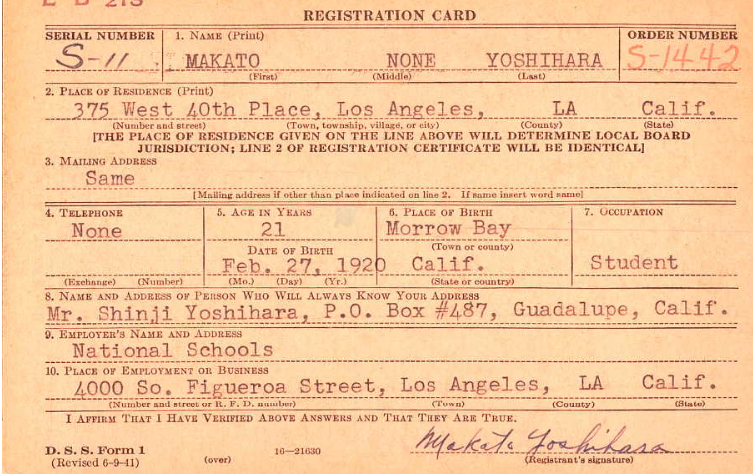 REGISTRATION CARD
SERIAL NUMBER 1. NAME (Print) ORDER NUMBER
S-11 MAKATO NONE YOSHIHARA S-1442
(First) (Middle) (Last)
2. PLACE OF RESIDENCE (Print)
375 West 40th Place, Los Angeles, LA Calif.
(Number and street) (Town, township, village, or city) (County) (State)
[THE PLACE OF RESIDENCE GIVEN ON THE LINE ABOVE WILL DETERMINE LOCAL BOARD
JURISDICTION; LINE 2 OF REGISTRATION CERTIFICATE WILL BE IDENTICAL]
3. MAILING ADDRESS
Same
[Mailing address if other than place indicated on line 2. If same insert word same]
4. TELEPHONE 5. AGE IN YEARS 6. PLACE OF BIRTH 7. OCCUPATION
None 21 Morrow Bay
DATE OF BIRTH (Town or county)
Feb. 27, 1920 Calif. Student
(Exchange) (Number) (Mo.) (Day) (Yr.) (State or country)
8. NAME AND ADDRESS OF PERSON WHO WILL ALWAYS KNOW YOUR ADDRESS
Mr. Shinji Yoshihara, P.O. Box #487, Guadalupe, Calif.
9. EMPLOYER'S NAME AND ADDRESS
National Schools
10. PLACE OF EMPLOYMENT OR BUSINESS
4000 So. Figueroa Street, Los Angeles, LA Calif.
(Number and street or R. F. D. number) (Town) (County) (State)
I AFFIRM THAT I HAVE VERIFIED ABOVE ANSWERS AND THAT THEY ARE TRUE.
D. S. S. Form 1 16—21630 Makato Yoshihara
(Revised 6-9-41) (over) (Registrant's signature)